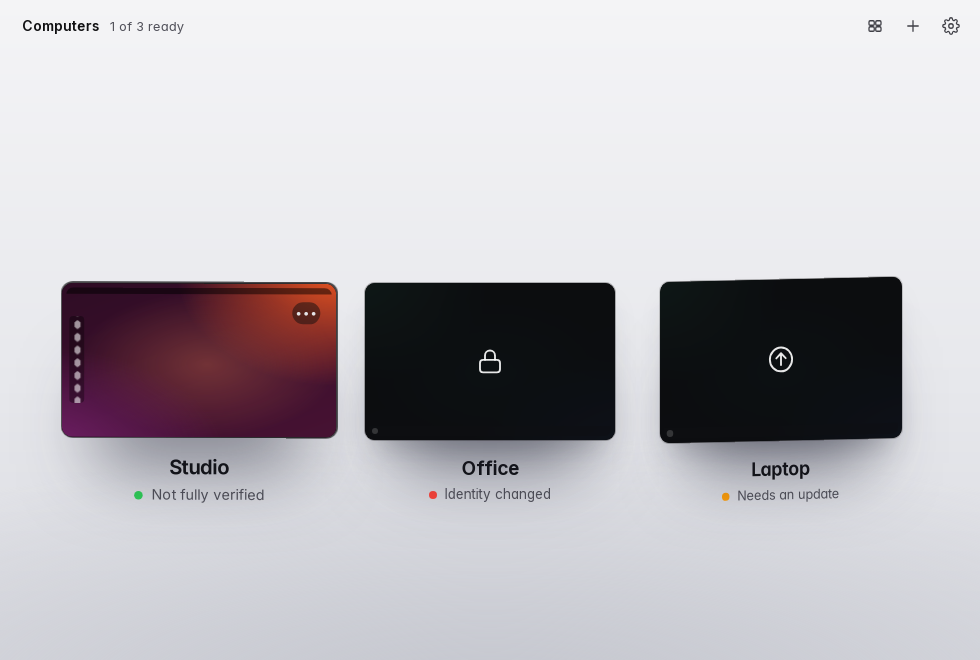 Computers 1 of 3 ready
Studio
Not fully verified
Office
Identity changed
Laptop
Needs an update